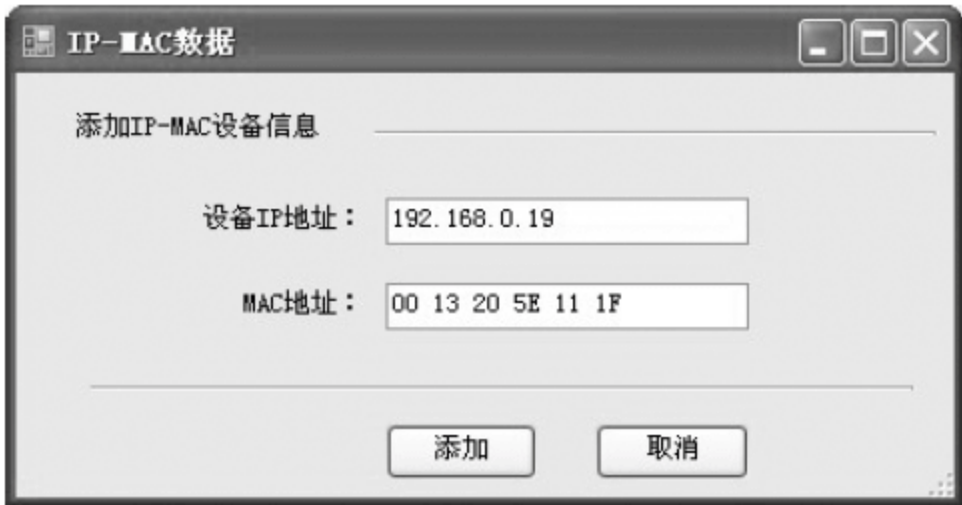 IP-MAC数据
添加IP-MAC设备信息
设备IP地址： 192.168.0.19
MAC地址： 00 13 20 5E 11 1F
添加 取消